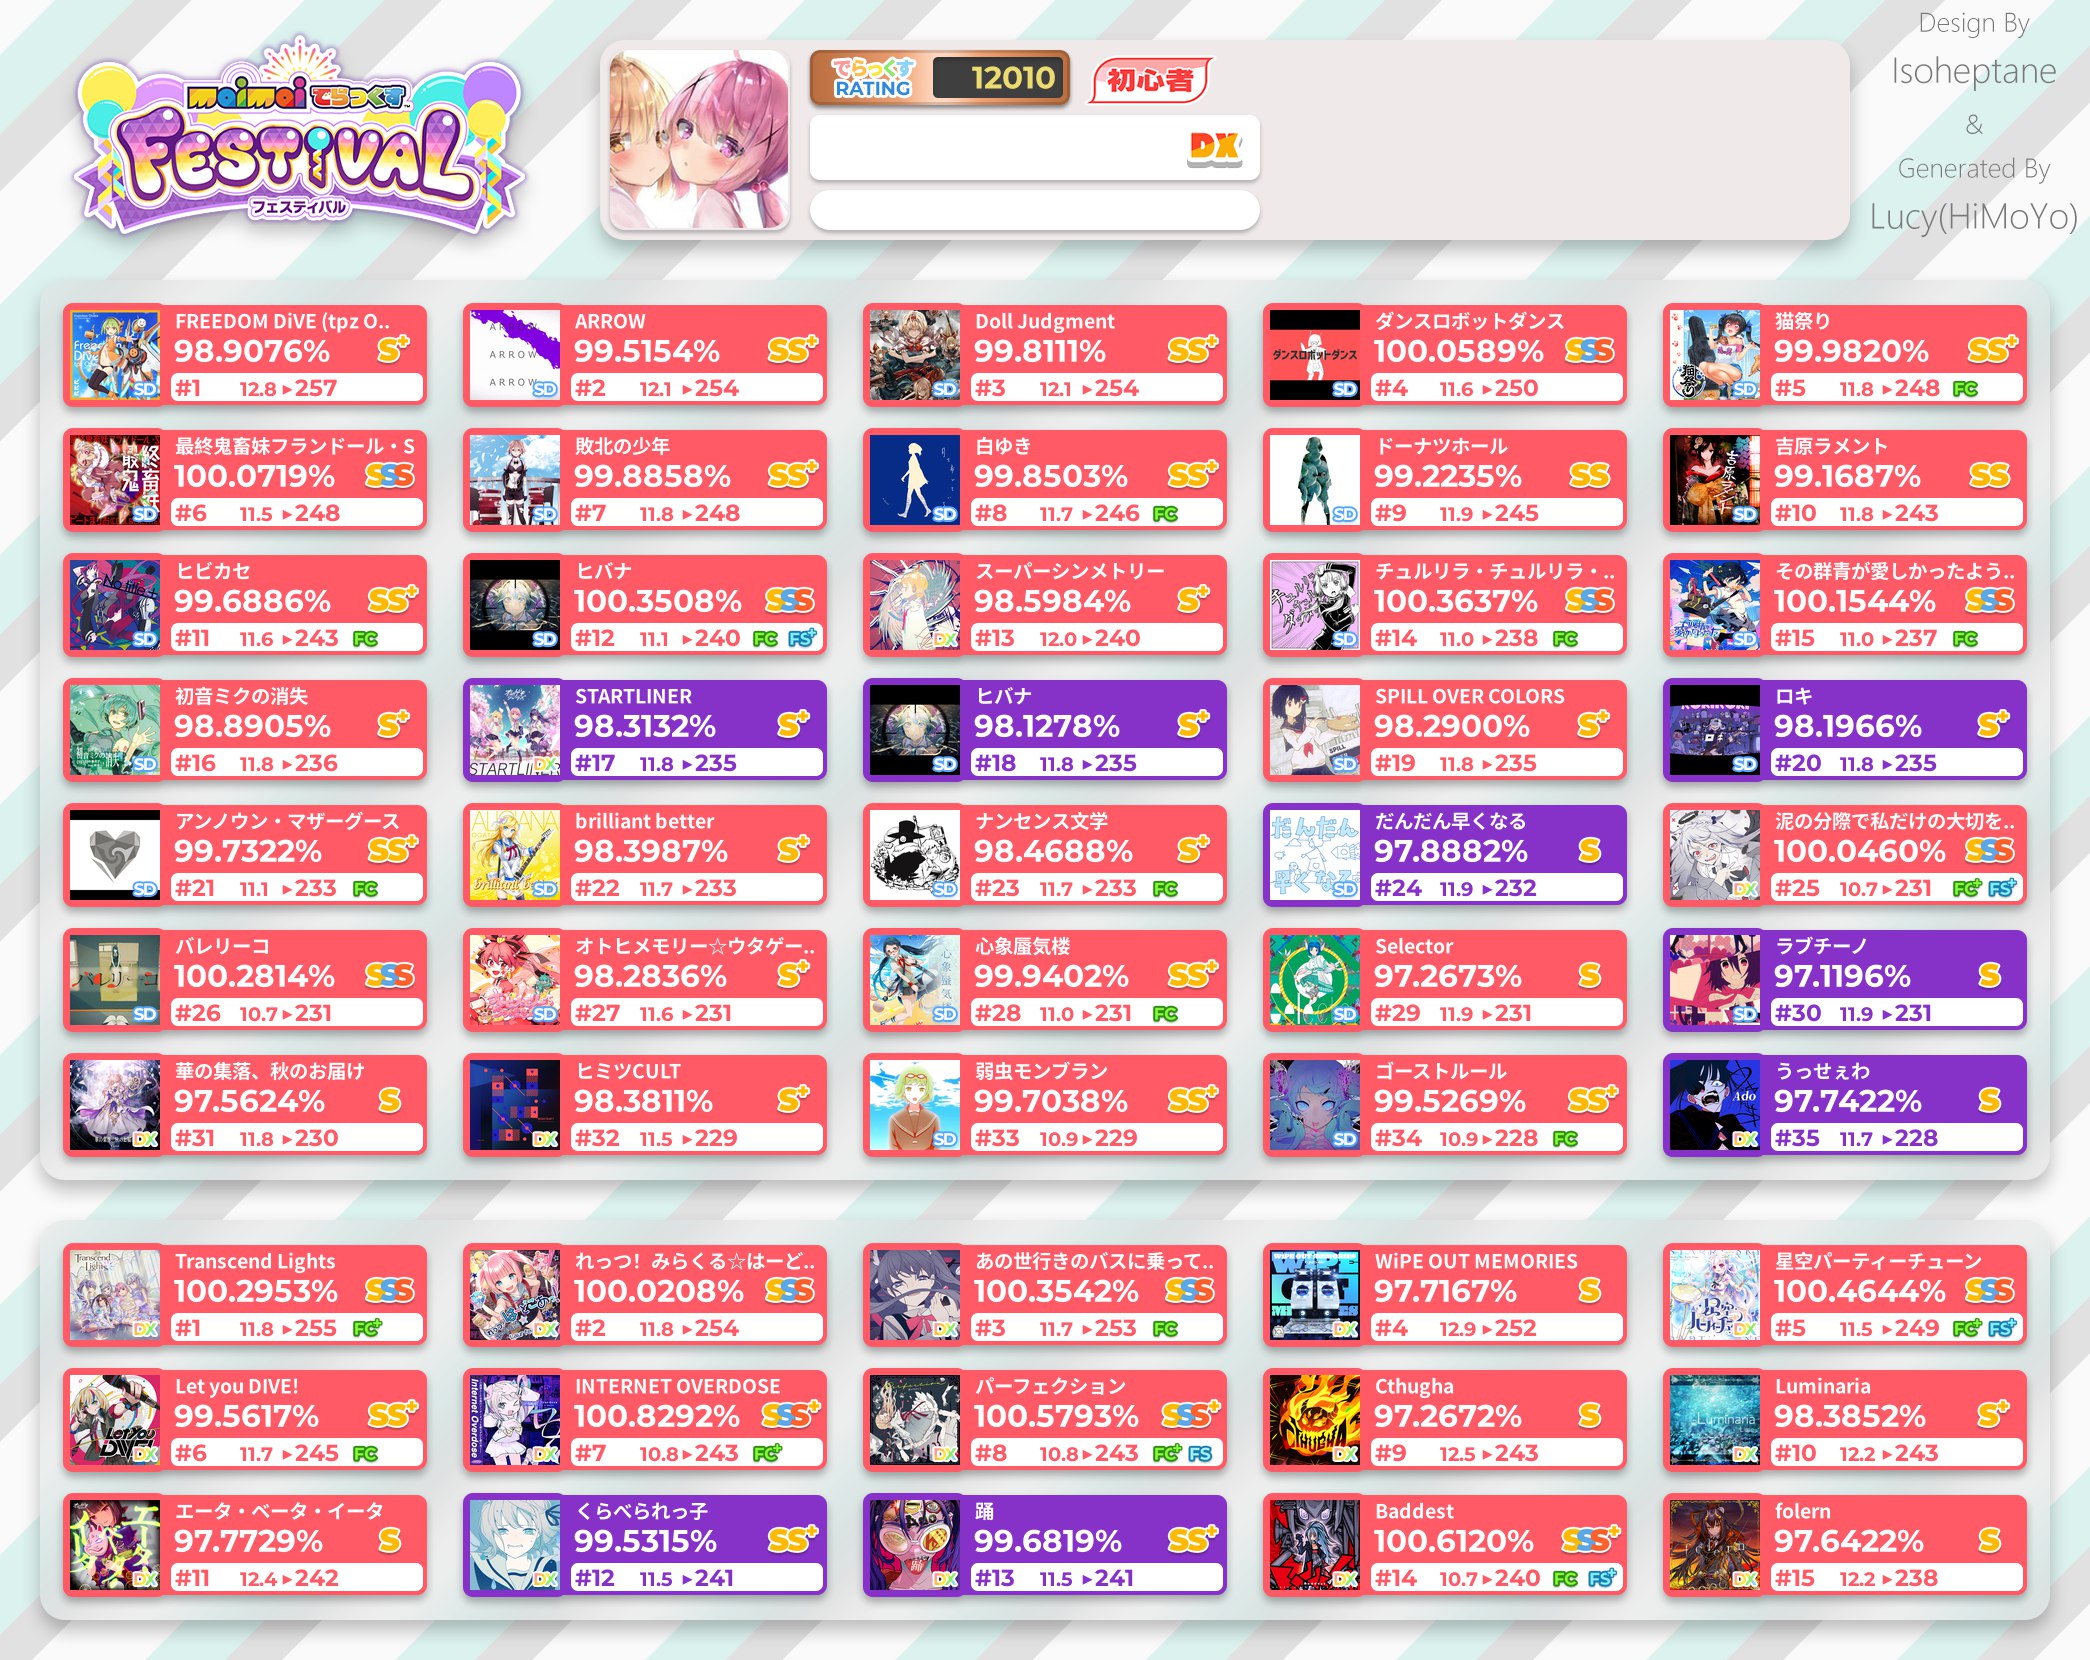 maimai でらっくす
FESTiVAL
フェスティバル
でらっくす
RATING
12010
初心者
DX
Design By
Isoheptane
&
Generated By
Lucy(HiMoYo)
FREEDOM DiVE (tpz O..
98.9076% S+
SD #1 12.8 ▸257
ARROW
99.5154% SS+
SD #2 12.1 ▸254
Doll Judgment
99.8111% SS+
SD #3 12.1 ▸254
ダンスロボットダンス
100.0589% SSS
SD #4 11.6 ▸250
猫祭り
99.9820% SS+
SD #5 11.8 ▸248 FC
最終鬼畜妹フランドール・S
100.0719% SSS
SD #6 11.5 ▸248
敗北の少年
99.8858% SS+
SD #7 11.8 ▸248
白ゆき
99.8503% SS+
SD #8 11.7 ▸246 FC
ドーナツホール
99.2235% SS
SD #9 11.9 ▸245
吉原ラメント
99.1687% SS
SD #10 11.8 ▸243
ヒビカセ
99.6886% SS+
SD #11 11.6 ▸243 FC
ヒバナ
100.3508% SSS
SD #12 11.1 ▸240 FC FS+
スーパーシンメトリー
98.5984% S+
DX #13 12.0 ▸240
チュルリラ・チュルリラ・..
100.3637% SSS
SD #14 11.0 ▸238 FC
その群青が愛しかったよう..
100.1544% SSS
SD #15 11.0 ▸237 FC
初音ミクの消失
98.8905% S+
SD #16 11.8 ▸236
STARTLINER
98.3132% S+
DX #17 11.8 ▸235
ヒバナ
98.1278% S+
SD #18 11.8 ▸235
SPILL OVER COLORS
98.2900% S+
SD #19 11.8 ▸235
ロキ
98.1966% S+
SD #20 11.8 ▸235
アンノウン・マザーグース
99.7322% SS+
SD #21 11.1 ▸233 FC
brilliant better
98.3987% S+
SD #22 11.7 ▸233
ナンセンス文学
98.4688% S+
SD #23 11.7 ▸233 FC
だんだん早くなる
97.8882% S
SD #24 11.9 ▸232
泥の分際で私だけの大切を..
100.0460% SSS
DX #25 10.7 ▸231 FC+ FS+
バレリーコ
100.2814% SSS
SD #26 10.7 ▸231
オトヒメモリー☆ウタゲー..
98.2836% S+
SD #27 11.6 ▸231
心象蜃気楼
99.9402% SS+
SD #28 11.0 ▸231 FC
Selector
97.2673% S
SD #29 11.9 ▸231
ラブチーノ
97.1196% S
SD #30 11.9 ▸231
華の集落、秋のお届け
97.5624% S
DX #31 11.8 ▸230
ヒミツCULT
98.3811% S+
DX #32 11.5 ▸229
弱虫モンブラン
99.7038% SS+
SD #33 10.9 ▸229
ゴーストルール
99.5269% SS+
SD #34 10.9 ▸228 FC
うっせぇわ
97.7422% S
DX #35 11.7 ▸228
Transcend Lights
100.2953% SSS
DX #1 11.8 ▸255 FC+
れっつ！みらくる☆はーど..
100.0208% SSS
DX #2 11.8 ▸254
あの世行きのバスに乗って..
100.3542% SSS
DX #3 11.7 ▸253 FC
WiPE OUT MEMORIES
97.7167% S
DX #4 12.9 ▸252
星空パーティーチューン
100.4644% SSS
DX #5 11.5 ▸249 FC+ FS+
Let you DIVE!
99.5617% SS+
DX #6 11.7 ▸245 FC
INTERNET OVERDOSE
100.8292% SSS+
DX #7 10.8 ▸243 FC+
パーフェクション
100.5793% SSS+
DX #8 10.8 ▸243 FC+ FS
Cthugha
97.2672% S
DX #9 12.5 ▸243
Luminaria
98.3852% S+
DX #10 12.2 ▸243
エータ・ベータ・イータ
97.7729% S
DX #11 12.4 ▸242
くらべられっ子
99.5315% SS+
DX #12 11.5 ▸241
踊
99.6819% SS+
DX #13 11.5 ▸241
Baddest
100.6120% SSS+
DX #14 10.7 ▸240 FC FS+
folern
97.6422% S
DX #15 12.2 ▸238